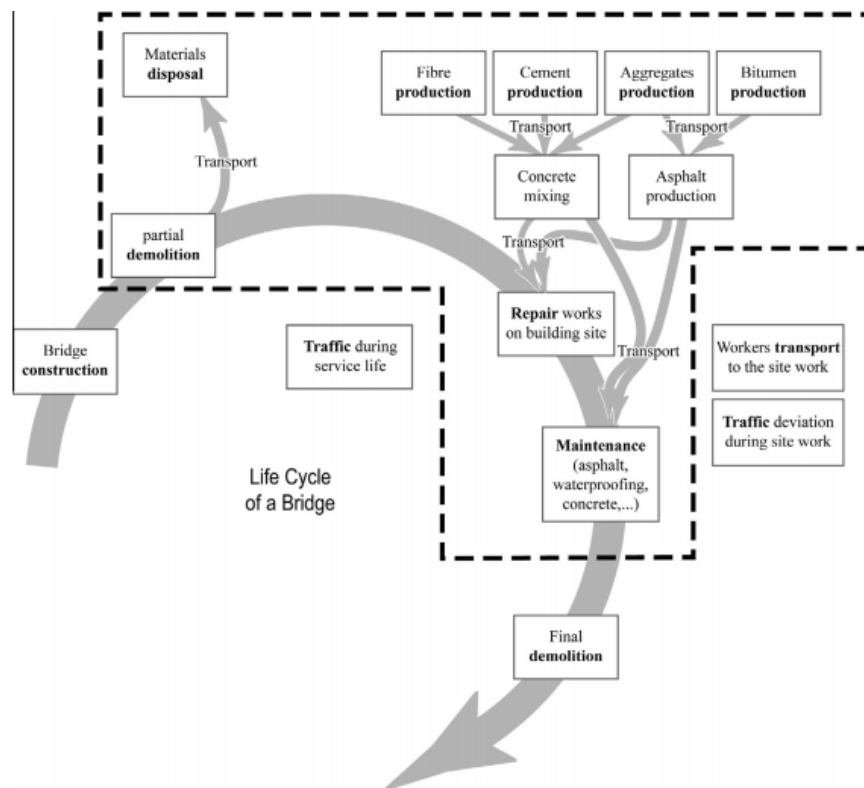 Materials
disposal
Fibre
production
Cement
production
Aggregates
production
Bitumen
production
Transport
Transport
Transport
Concrete
mixing
Asphalt
production
partial
demolition
Transport
Repair works
on building site
Bridge
construction
Traffic during
service life
Transport
Workers transport
to the site work
Traffic deviation
during site work
Maintenance
(asphalt,
waterproofing,
concrete,...)
Life Cycle
of a Bridge
Final
demolition